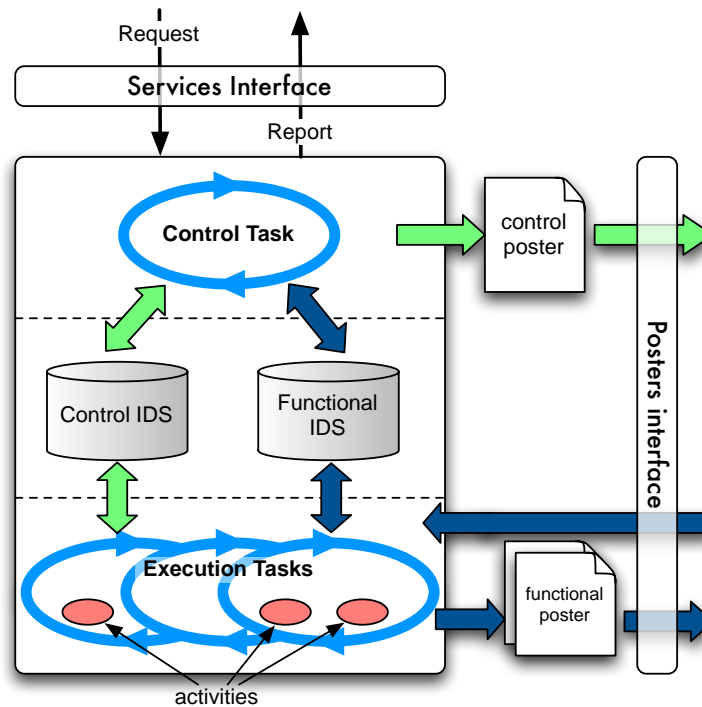 Request
Services Interface
Report
Control Task
control
poster
Posters interface
Control IDS
Functional
IDS
Execution Tasks
functional
poster
activities